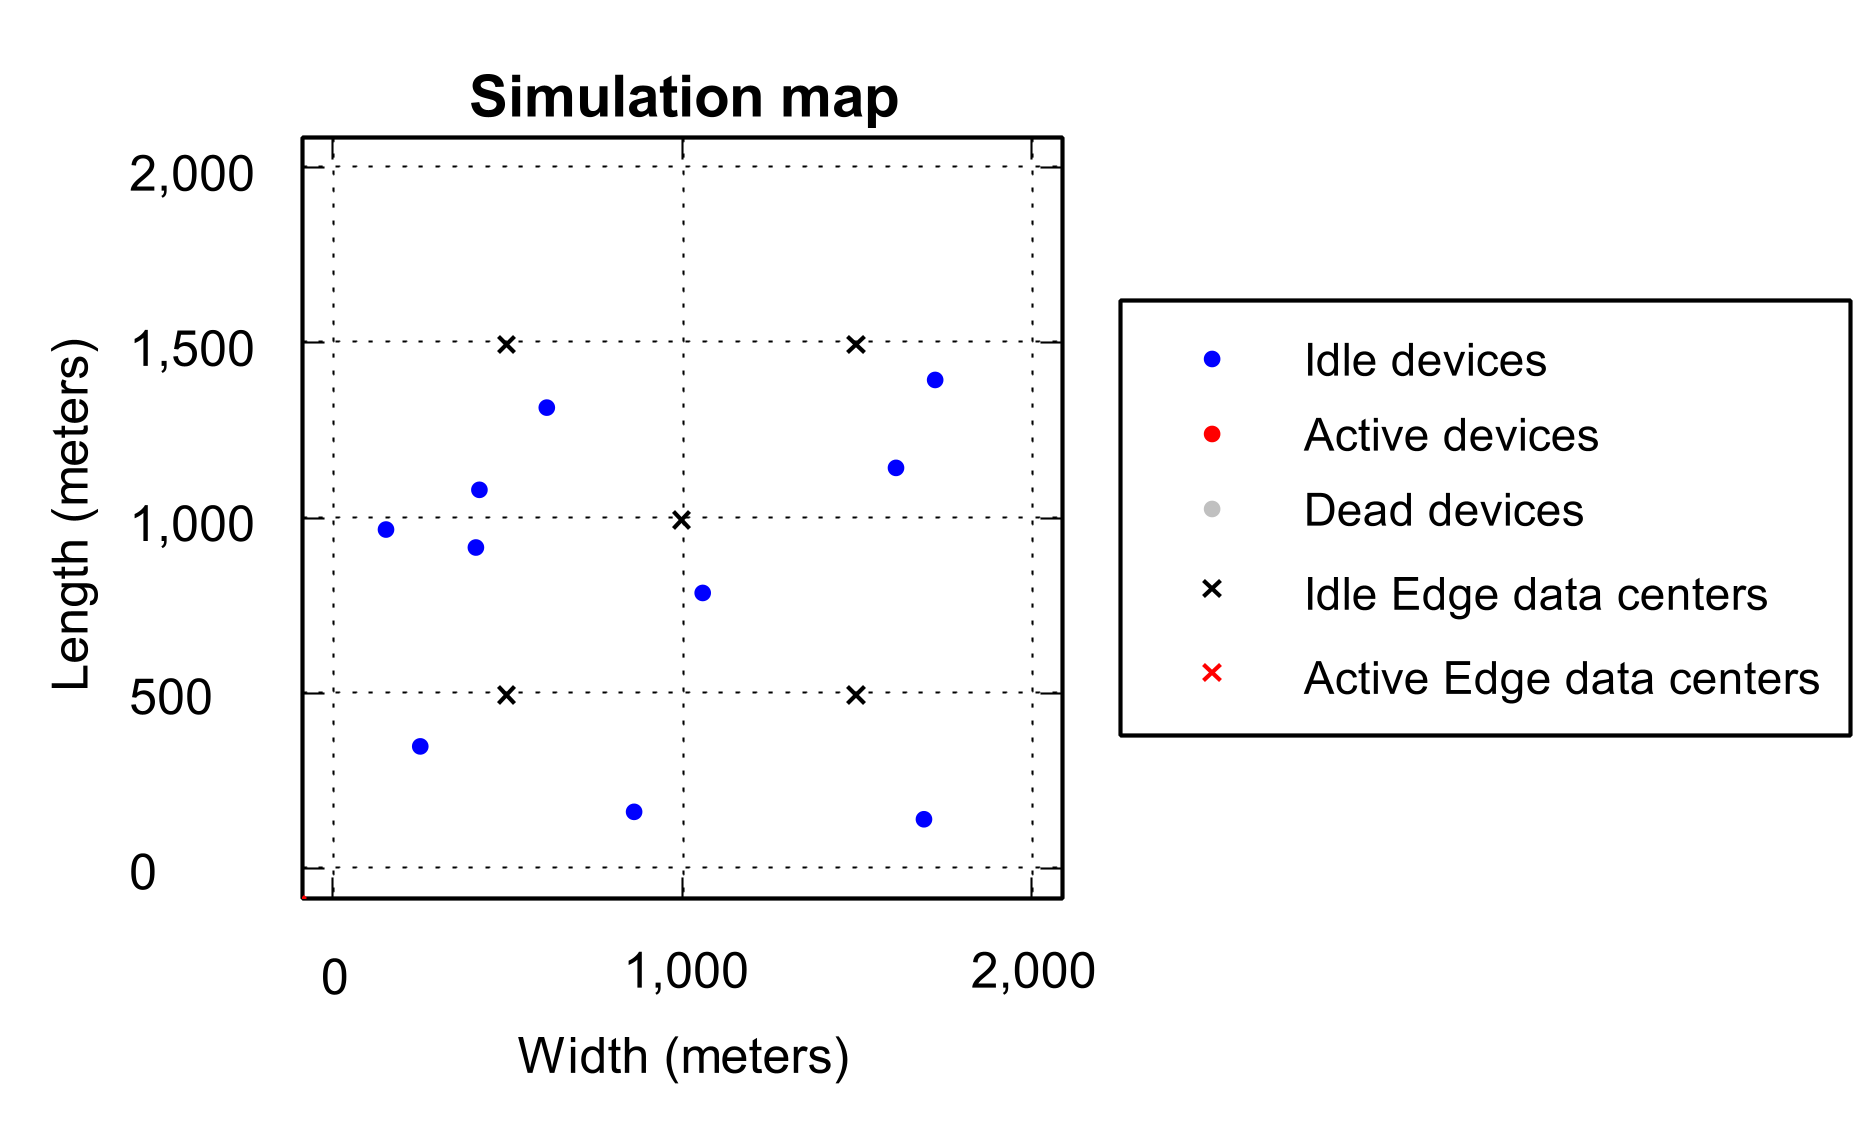 Simulation map
2,000
1,500
1,000
500
0
Length (meters)
0
1,000
2,000
Width (meters)
Idle devices
Active devices
Dead devices
Idle Edge data centers
Active Edge data centers